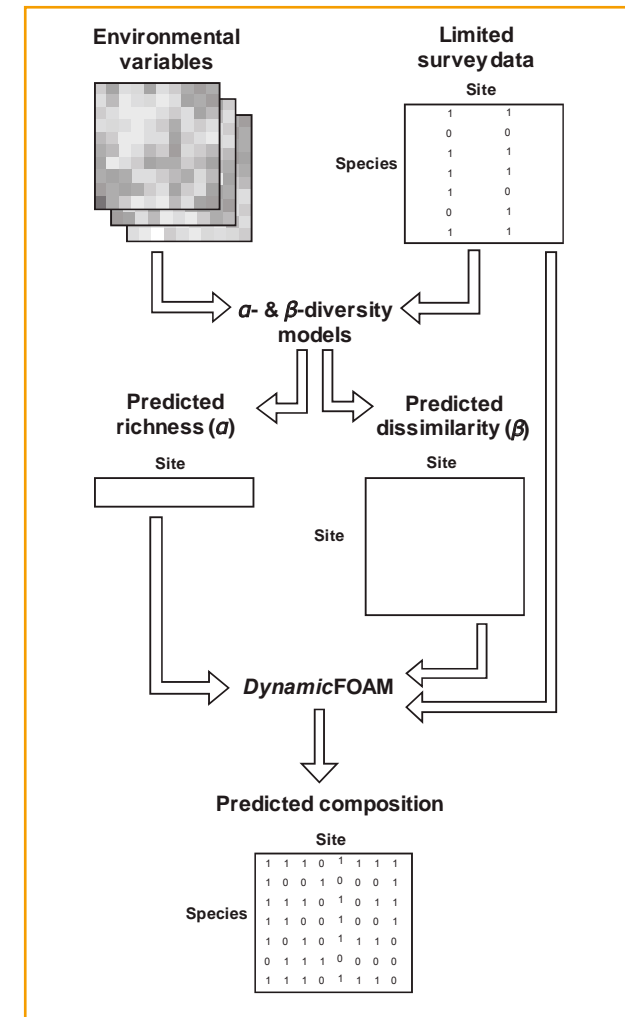 Environmental
variables
Limited
survey data
Site
Species
1 1
0 0
1 1
1 1
1 0
0 1
1 1
α- & β-diversity
models
Predicted
richness (α)
Predicted
dissimilarity (β)
Site
Site
Site
DynamicFOAM
Predicted composition
Site
Species
1 1 1 0 1 1 1 1
1 0 0 1 0 0 0 1
1 1 1 0 1 0 1 1
1 1 0 0 1 0 0 1
1 0 1 0 1 1 1 0
0 1 1 1 0 0 0 0
1 1 1 0 1 1 1 0